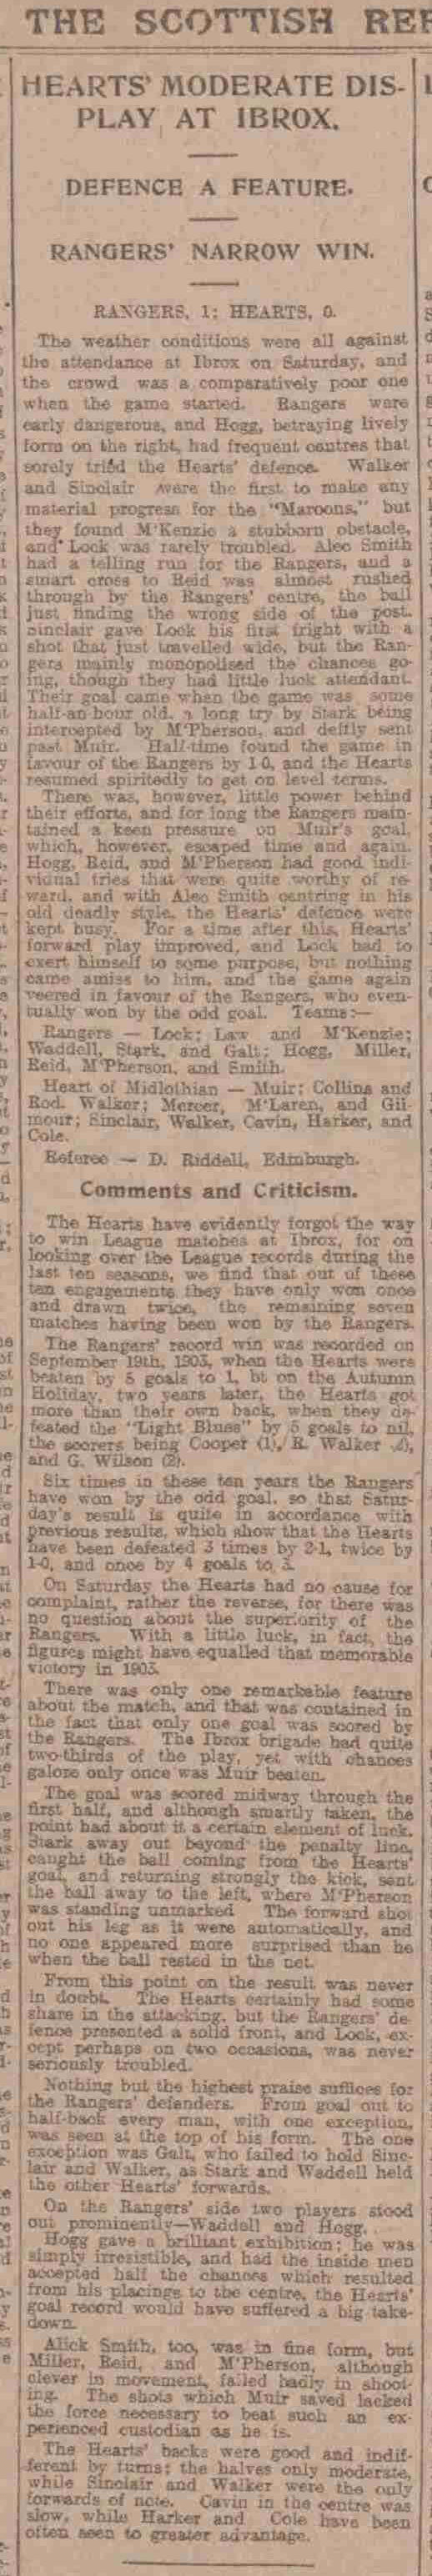 THE SCOTTISH REF
HEARTS' MODERATE DIS-
PLAY AT IBROX.
DEFENCE A FEATURE.
RANGERS' NARROW WIN.
RANGERS, 1; HEARTS, 0.
The weather conditions were all against
the attendance at Ibrox on Saturday, and
the crowd was a comparatively poor one
when the game started. Rangers were
early dangerous, and Hogg, betraying lively
form on the right, had frequent centres that
sorely tried the Hearts' defence. Walker
and Sinclair were the first to make any
material progress for the "Maroons," but
they found M'Kenzie a stubborn obstacle,
and Lock was rarely troubled. Alec Smith
had a telling run for the Rangers, and a
smart cross to Reid was almost rushed
through by the Rangers' centre, the ball
just finding the wrong side of the post.
Sinclair gave Lock his first fright with a
shot that just travelled wide, but the Ran-
gers mainly monopolised the chances go-
ing, though they had little luck attendant.
Their goal came when the game was some
half-an-hour old, a long try by Stark being
intercepted by M'Pherson, and deftly sent
past Muir. Half-time found the game in
favour of the Rangers by 1-0, and the Hearts
resumed spiritedly to get on level terms.
There was, however, little power behind
their efforts, and for long the Rangers main-
tained a keen pressure on Muir's goal,
which, however, escaped time and again.
Hogg, Reid, and M'Pherson had good indi-
vidual tries that were quite worthy of re-
ward, and with Alec Smith centring in his
old deadly style, the Hearts' defence were
kept busy. For a time after this, Hearts'
forward play improved, and Lock had to
exert himself to some purpose, but nothing
came amiss to him, and the game again
veered in favour of the Rangers, who even-
tually won by the odd goal. Teams:—
Rangers — Lock; Law and M'Kenzie;
Waddell, Stark, and Galt; Hogg, Miller,
Reid, M'Pherson, and Smith.
Heart of Midlothian — Muir; Collins and
Rod. Walker; Mercer, M'Laren, and Gil-
mour; Sinclair, Walker, Cavin, Harker, and
Cole.
Referee — D. Riddell, Edinburgh.
Comments and Criticism.
The Hearts have evidently forgot the way
to win League matches at Ibrox, for on
looking over the League records during the
last ten seasons, we find that out of these
ten engagements they have only won once
and drawn twice, the remaining seven
matches having been won by the Rangers.
The Rangers' record win was recorded on
September 19th, 1903, when the Hearts were
beaten by 5 goals to 1, bt on the Autumn
Holiday, two years later, the Hearts got
more than their own back, when they de-
feated the "Light Blues" by 5 goals to nil,
the scorers being Cooper (1), R. Walker
and G. Wilson (2).
Six times in these ten years the Rangers
have won by the odd goal, so that Satur-
day's result is quite in accordance with
previous results, which show that the Hearts
have been defeated 3 times by 2-1, twice by
1-0, and once by 4 goals to 3.
On Saturday the Hearts had no cause for
complaint, rather the reverse, for there was
no question about the superiority of the
Rangers. With a little luck, in fact, the
figures might have equalled that memorable
victory in 1903.
There was only one remarkable feature
about the match, and that was contained in
the fact that only one goal was scored by
the Rangers. The Ibrox brigade had quite
two-thirds of the play, yet with chances
galore only once was Muir beaten.
The goal was scored midway through the
first half, and although smartly taken, the
point had about it a certain element of luck.
Stark away out beyond the penalty line,
caught the ball coming from the Hearts'
goal, and returning strongly the kick, sent
the ball away to the left, where M'Pherson
was standing unmarked. The forward shot
out his leg as it were automatically, and
no one appeared more surprised than he
when the ball rested in the net.
From this point on the result was never
in doubt. The Hearts certainly had some
share in the attacking, but the Rangers' de-
fence presented a solid front, and Lock, ex-
cept perhaps on two occasions, was never
seriously troubled.
Nothing but the highest praise suffices for
the Rangers' defenders. From goal out to
half-back every man, with one exception,
was seen at the top of his form. The one
exception was Galt, who failed to hold Sinc-
lair and Walker, as Stark and Waddell held
the other Hearts' forwards.
On the Rangers' side two players stood
out prominently—Waddell and Hogg.
Hogg gave a brilliant exhibition; he was
simply irresistible, and had the inside men
accepted half the chances which resulted
from his placings to the centre, the Hearts'
goal record would have suffered a big take-
down.
Alick Smith, too, was in fine form, but
Miller, Reid, and M'Pherson, although
clever in movement, failed badly in shoot-
ing. The shots which Muir saved lacked
the force necessary to beat such an ex-
perienced custodian as he is.
The Hearts' backs were good and indif-
ferent by turns; the halves only moderate,
while Sinclair and Walker were the only
forwards of note. Cavin in the centre was
slow, while Harker and Cole have been
often seen to greater advantage.